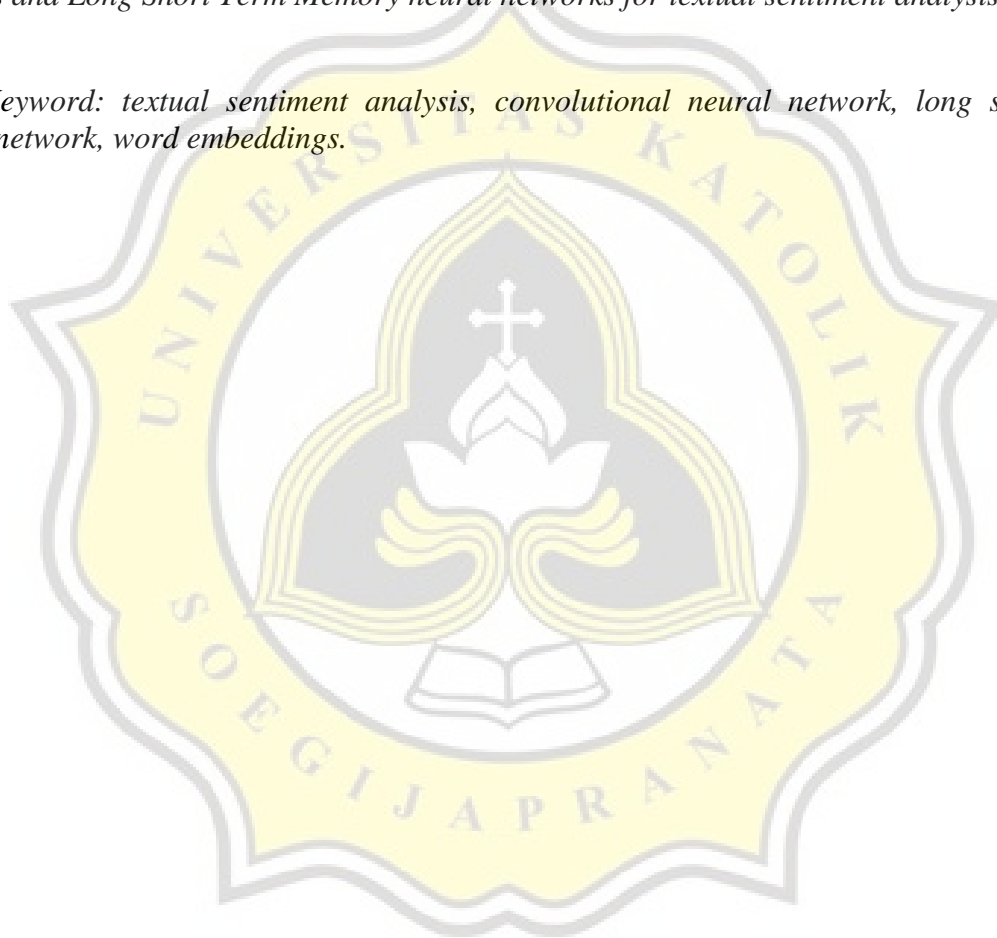 and Long Short Term Memory neural networks for textual sentiment analysis
eyword: textual sentiment analysis, convolutional neural network, long s
network, word embeddings.
UNIVERSITAS KATOLIK
SOEGIJAPRANATA